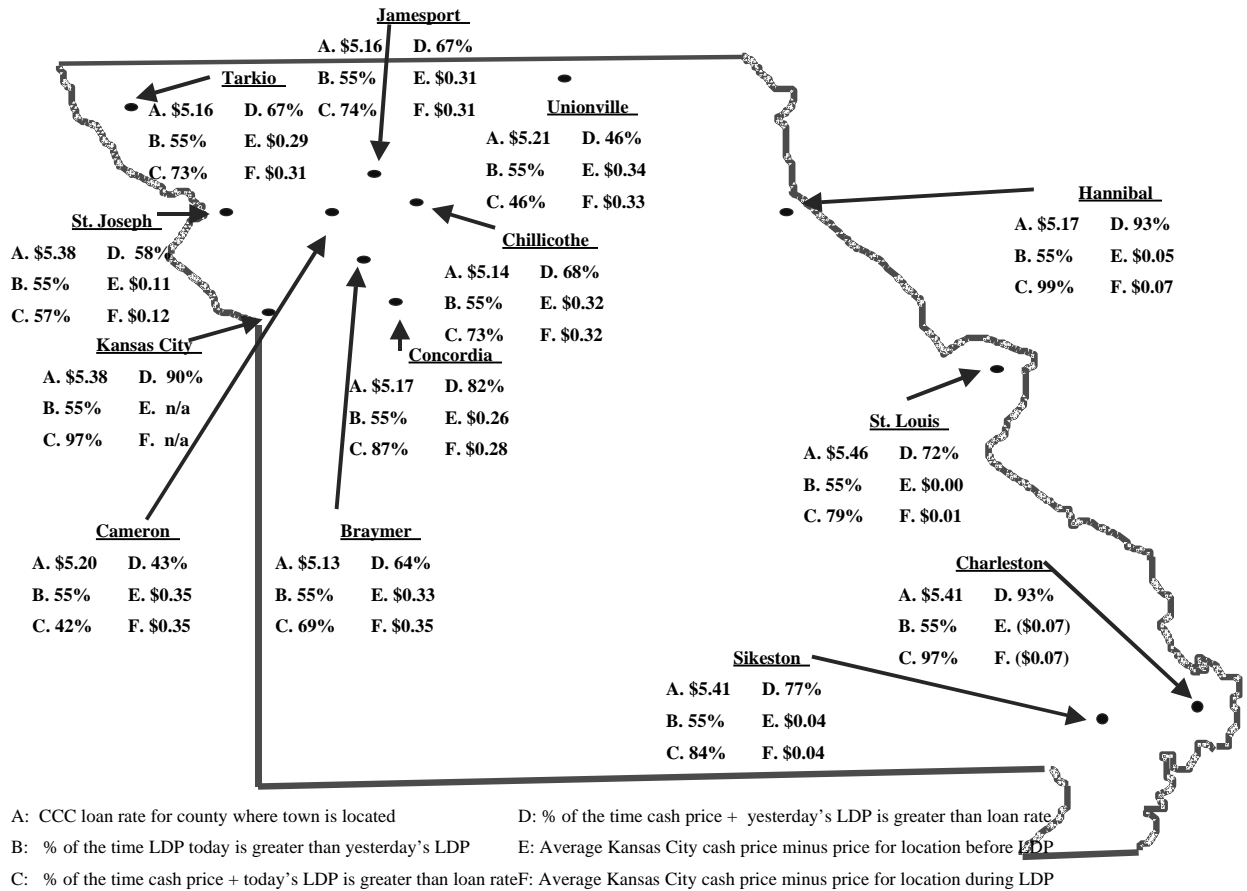 Jamesport
A. $5.16 D. 67%
B. 55% E. $0.31
C. 74% F. $0.31
Tarkio
A. $5.16 D. 67%
B. 55% E. $0.29
C. 73% F. $0.31
Unionville
A. $5.21 D. 46%
B. 55% E. $0.34
C. 46% F. $0.33
Hannibal
A. $5.17 D. 93%
B. 55% E. $0.05
C. 99% F. $0.07
St. Joseph
A. $5.38 D. 58%
B. 55% E. $0.11
C. 57% F. $0.12
Chillicothe
A. $5.14 D. 68%
B. 55% E. $0.32
C. 73% F. $0.32
Kansas City
A. $5.38 D. 90%
B. 55% E. n/a
C. 97% F. n/a
Concordia
A. $5.17 D. 82%
B. 55% E. $0.26
C. 87% F. $0.28
St. Louis
A. $5.46 D. 72%
B. 55% E. $0.00
C. 79% F. $0.01
Cameron
A. $5.20 D. 43%
B. 55% E. $0.35
C. 42% F. $0.35
Braymer
A. $5.13 D. 64%
B. 55% E. $0.33
C. 69% F. $0.35
Charleston
A. $5.41 D. 93%
B. 55% E. ($0.07)
C. 97% F. ($0.07)
Sikeston
A. $5.41 D. 77%
B. 55% E. $0.04
C. 84% F. $0.04
A: CCC loan rate for county where town is located
B: % of the time LDP today is greater than yesterday's LDP
C: % of the time cash price + today's LDP is greater than loan rate
D: % of the time cash price + yesterday's LDP is greater than loan rate
E: Average Kansas City cash price minus price for location before LDP
F: Average Kansas City cash price minus price for location during LDP